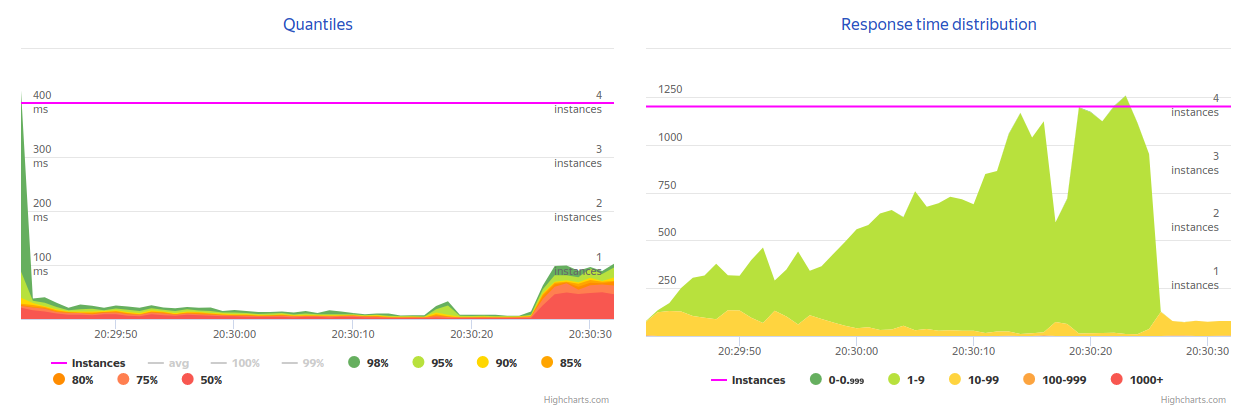 Quantiles
400
ms
300
ms
200
ms
100
ms
4
instances
3
instances
2
instances
1
instances
20:29:50
20:30:00
20:30:10
20:30:20
20:30:3
Instances
avg
100%
99%
98%
95%
90%
85%
80%
75%
50%
Highcharts.com
Response time distribution
1250
1000
750
500
250
4
instances
3
instances
2
instances
1
instances
20:29:50
20:30:00
20:30:10
20:30:20
20:30:30
Instances
0-0.999
1-9
10-99
100-999
1000+
Highcharts.com